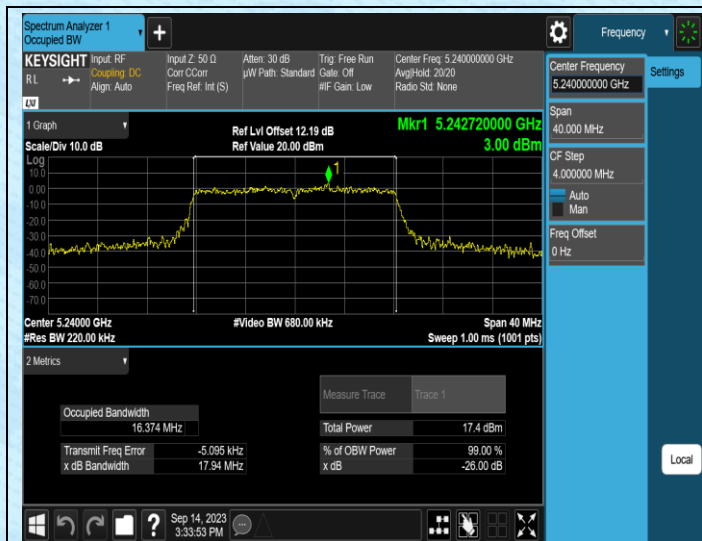 Spectrum Analyzer 1
Occupied BW
Frequency
KEYSIGHT
R L
LXI
Input: RF
Coupling: DC
Align: Auto
Input Z: 50 Ω
Corr CCorr
Freq Ref: Int (S)
Atten: 30 dB
µW Path: Standard
Trig: Free Run
Gate: Off
#IF Gain: Low
Center Freq: 5.240000000 GHz
Avg|Hold: 20/20
Radio Std: None
Center Frequency
5.240000000 GHz
Settings
Span
40.000 MHz
CF Step
4.000000 MHz
Auto
Man
Freq Offset
0 Hz
Local
1 Graph
Scale/Div 10.0 dB
Ref Lvl Offset 12.19 dB
Ref Value 20.00 dBm
Mkr1 5.242720000 GHz
3.00 dBm
Log
10.0
0.00
-10.0
-20.0
-30.0
-40.0
-50.0
-60.0
-70.0
1
Center 5.24000 GHz
#Res BW 220.00 kHz
#Video BW 680.00 kHz
Span 40 MHz
Sweep 1.00 ms (1001 pts)
2 Metrics
Measure Trace
Trace 1
Occupied Bandwidth
16.374 MHz
Total Power
17.4 dBm
Transmit Freq Error
-5.095 kHz
% of OBW Power
99.00 %
x dB Bandwidth
17.94 MHz
x dB
-26.00 dB
?
Sep 14, 2023
3:33:53 PM